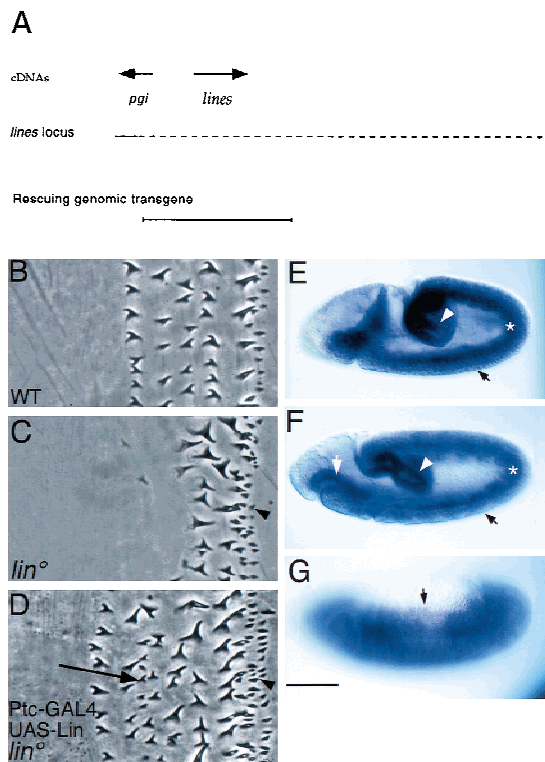 A
cDNAs
pgi
lines
lines locus
Rescuing genomic transgene
B
WT
C
lin°
D
Ptc-GAL4
UAS-Lin
lin°
E
*
F
*
G